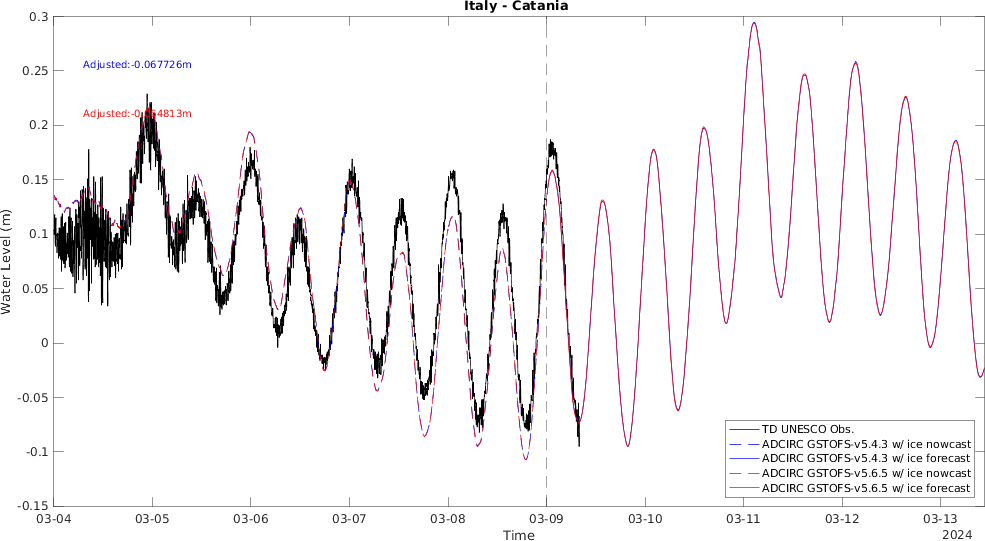 Italy - Catania
0.3
0.25
0.2
0.15
0.1
0.05
0
-0.05
-0.1
-0.15
Water Level (m)
Adjusted:-0.067726m
Adjusted:-0.064813m
TD UNESCO Obs.
ADCIRC GSTOFS-v5.4.3 w/ ice nowcast
ADCIRC GSTOFS-v5.4.3 w/ ice forecast
ADCIRC GSTOFS-v5.6.5 w/ ice nowcast
ADCIRC GSTOFS-v5.6.5 w/ ice forecast
03-04 03-05 03-06 03-07 03-08 03-09 03-10 03-11 03-12 03-13
Time
2024